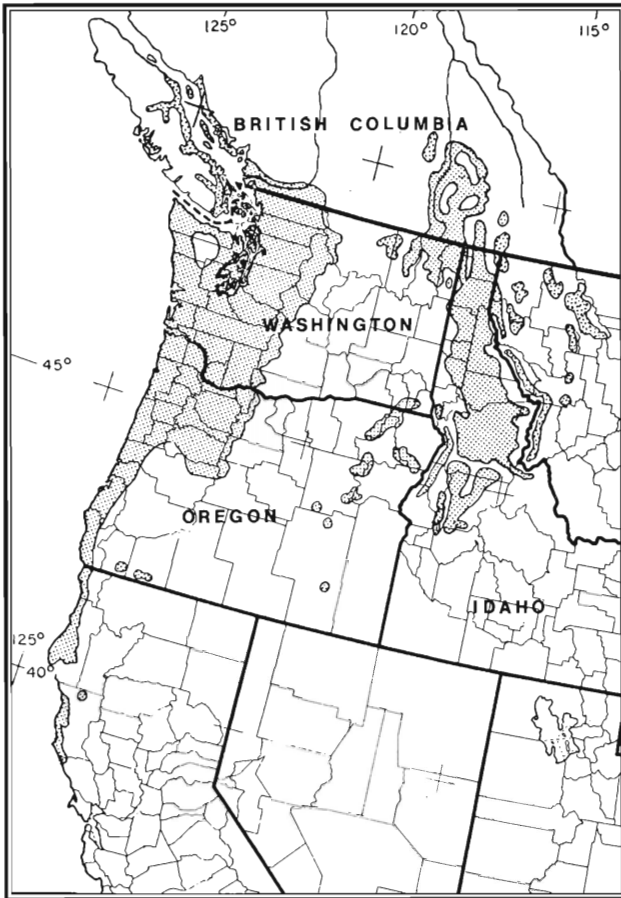 125° 120° 115°
BRITISH COLUMBIA
WASHINGTON
45°
OREGON
IDAHO
125°
40°